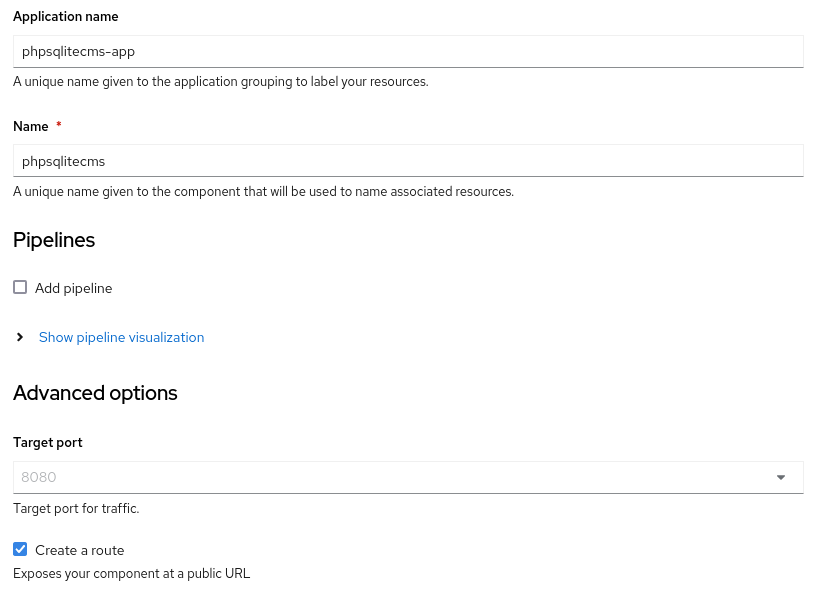 Application name
phpsqlitecms-app
A unique name given to the application grouping to label your resources.
Name *
phpsqlitecms
A unique name given to the component that will be used to name associated resources.
Pipelines
Add pipeline
Show pipeline visualization
Advanced options
Target port
8080
Target port for traffic.
Create a route
Exposes your component at a public URL